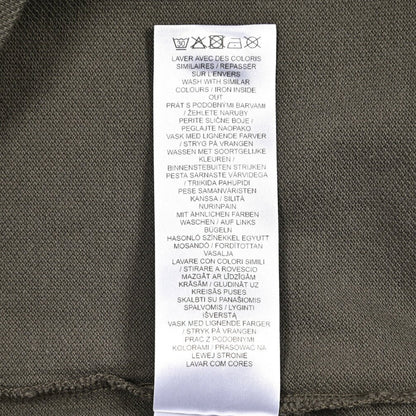 LAVER AVEC DES COLORIS
SIMILAIRES / REPASSER
SUR L'ENVERS
WASH WITH SIMILAR
COLOURS / IRON INSIDE
OUT
PRÁT S PODOBNÝMI BARVAMI
/ ŽEHLETE NARUBY
PERITE SLIČNE BOJE /
PEGLAJTE NAOPAKO
VASK MED LIGNENDE FARVER
/ STRYG PÅ VRANGEN
WASSEN MET SOORTGELIJKE
KLEUREN /
BINNENSTEBUITEN STRIJKEN
PESTA SARNASTE VÄRVIDEGA
/ TRIIKIDA PAHUPIDI
PESE SAMANVÄRISTEN
KANSSA / SILITÄ
NURINPÄIN
MIT ÄHNLICHEN FARBEN
WASCHEN / AUF LINKS
BÜGELN
HASONLÓ SZÍNEKKEL EGYÜTT
MOSANDÓ / FORDÍTOTTAN
VASALJA
LAVARE CON COLORI SIMILI
/ STIRARE A ROVESCIO
MAZGĀT AR LĪDZĪGĀM
KRĀSĀM / GLUDINĀT UZ
KREISĀS PUSES
SKALBTI SU PANAŠIOMIS
SPALVOMIS / LYGINTI
IŠVERSTĄ
VASK MED LIGNENDE FARGER
/ STRYK PÅ VRANGEN
PRAĆ Z PODOBNYMI
KOLORAMI / PRASOWAĆ NA
LEWEJ STRONIE
LAVAR COM CORES